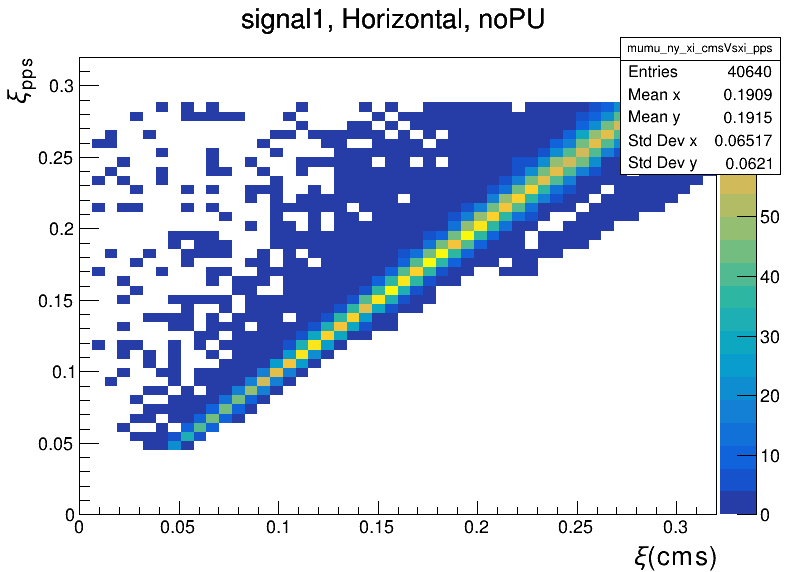 signal1, Horizontal, noPU
mumu_ny_xi_cmsVsxi_pps
Entries 40640
Mean x 0.1909
Mean y 0.1915
Std Dev x 0.06517
Std Dev y 0.0621
ξpps
0.3
0.25
0.2
0.15
0.1
0.05
0
0 0.05 0.1 0.15 0.2 0.25 0.3
ξ(cms)
50
40
30
20
10
0